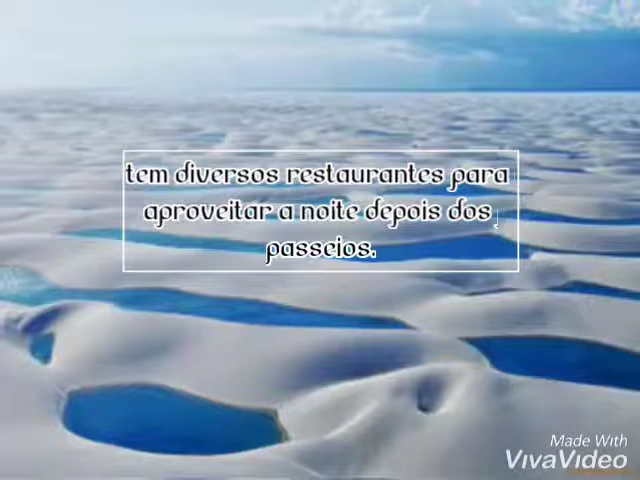 tem diversos restaurantes para
aproveitar a noite depois dos
passeios.
Made With
VivaVideo